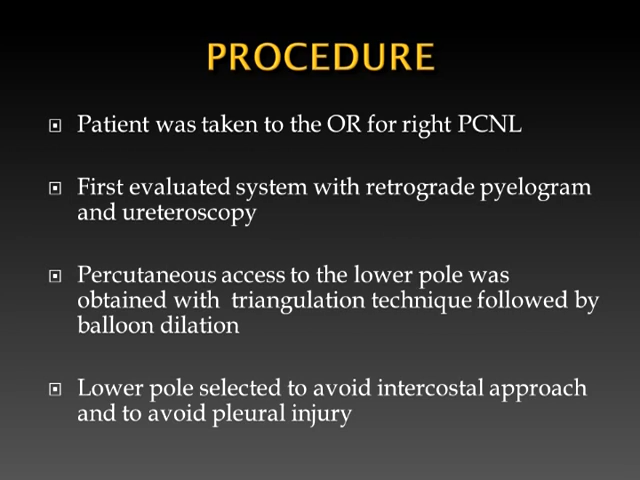 PROCEDURE
Patient was taken to the OR for right PCNL
First evaluated system with retrograde pyelogram
and ureteroscopy
Percutaneous access to the lower pole was
obtained with triangulation technique followed by
balloon dilation
Lower pole selected to avoid intercostal approach
and to avoid pleural injury